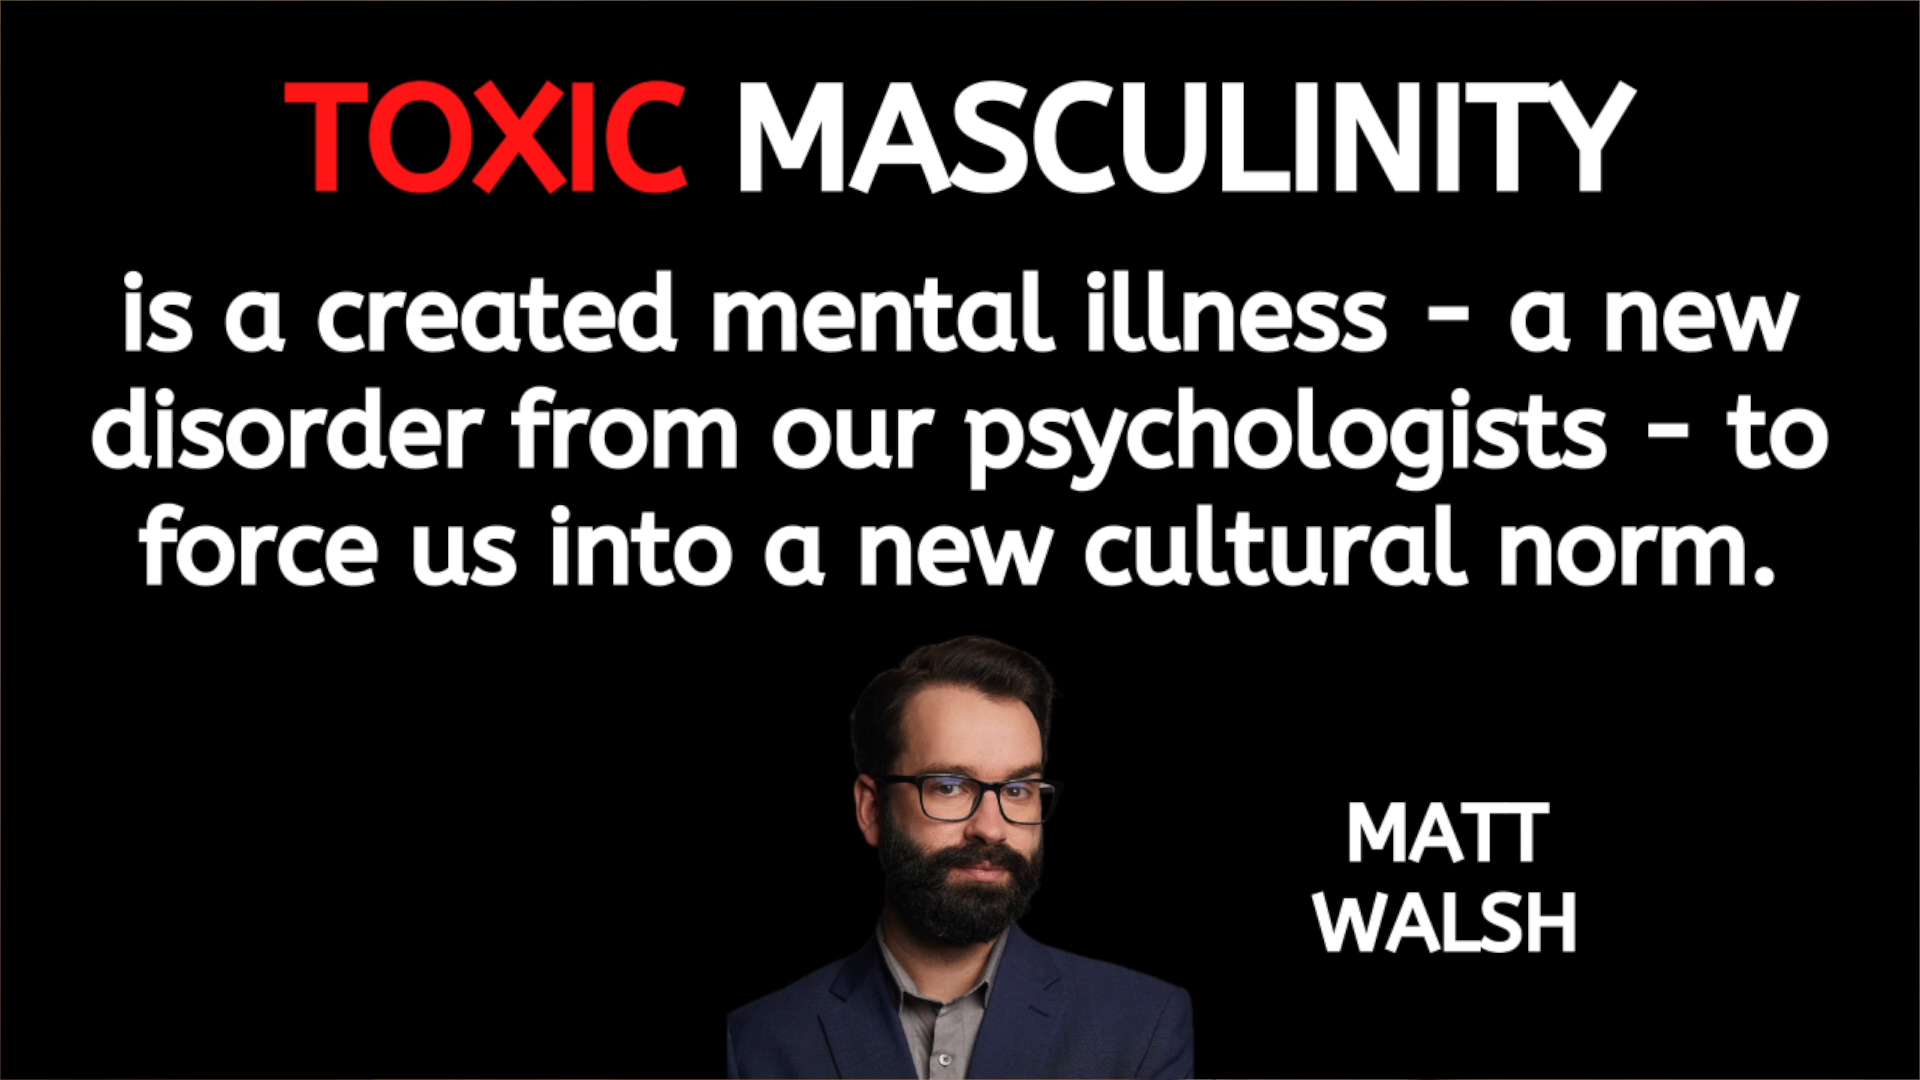 TOXIC MASCULINITY
is a created mental illness - a new
disorder from our psychologists - to
force us into a new cultural norm.
MATT
WALSH